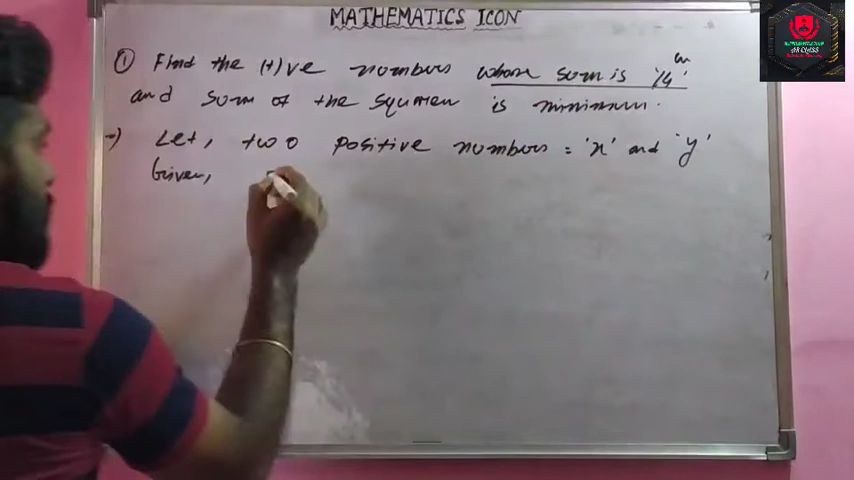 MATHEMATICS ICON
① Find the (+)ve numbers whose sum is '14'
and sum of the squares is minimum.
→ Let, two positive numbers = 'x' and 'y'
Given,